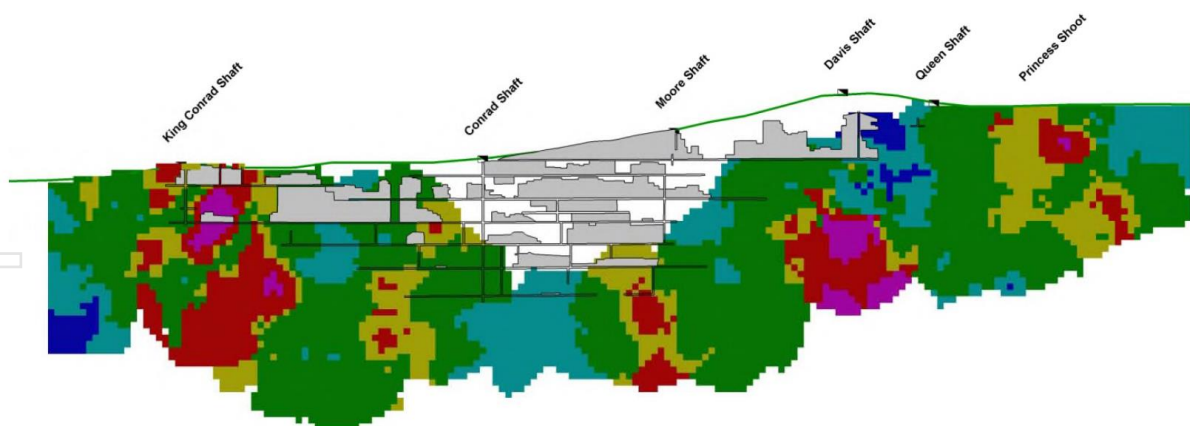 King Conrad Shaft
Conrad Shaft
Moore Shaft
Davis Shaft
Queen Shaft
Princess Shoot